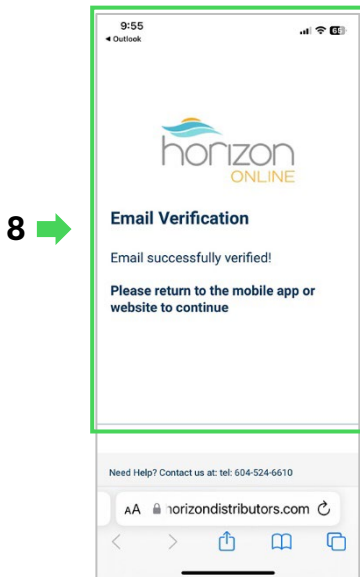 9:55
◄ Outlook
horizon
ONLINE
Email Verification
8
Email successfully verified!
Please return to the mobile app or
website to continue
Need Help? Contact us at: tel: 604-524-6610
AA horizondistributors.com